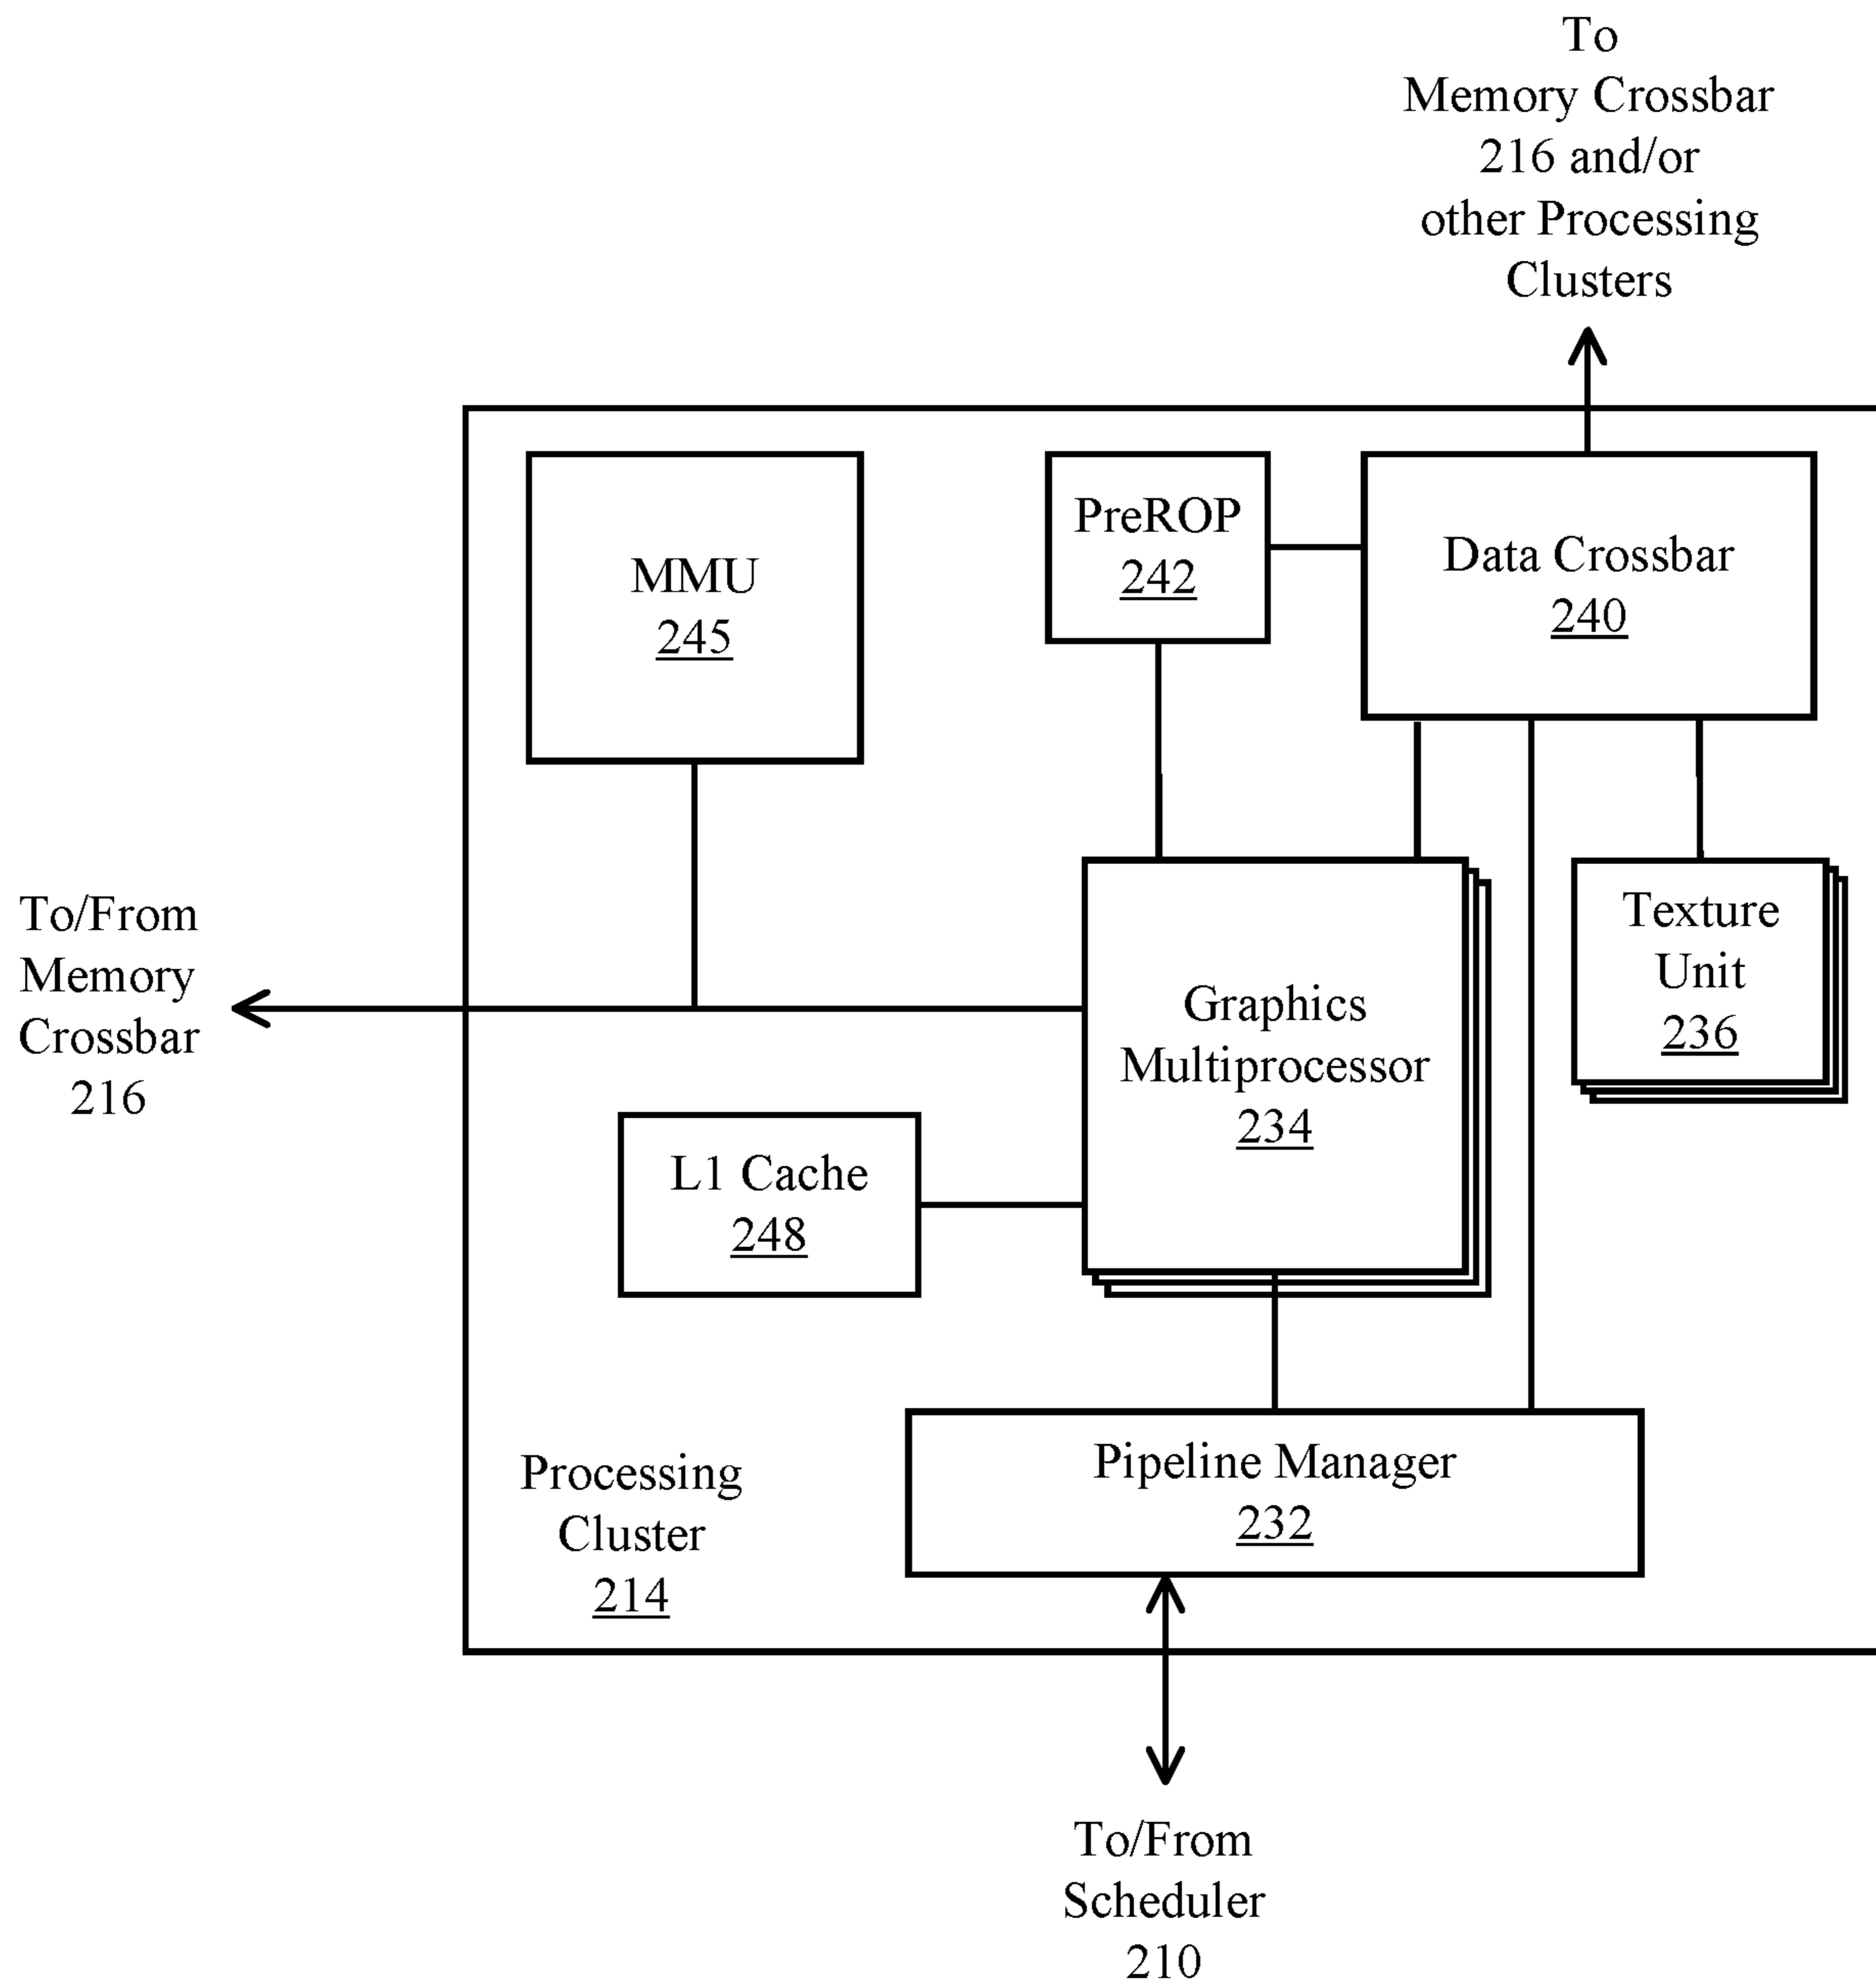 To
Memory Crossbar
216 and/or
other Processing
Clusters
MMU
245
PreROP
242
Data Crossbar
240
To/From
Memory
Crossbar
216
Graphics
Multiprocessor
234
Texture
Unit
236
L1 Cache
248
Processing
Cluster
214
Pipeline Manager
232
To/From
Scheduler
210